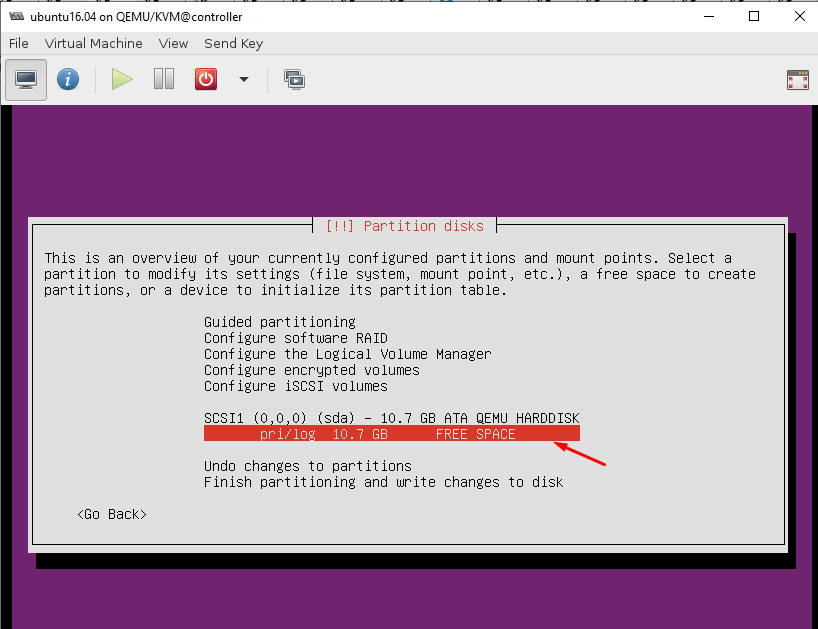 ubuntu16.04 on QEMU/KVM@controller
File Virtual Machine View Send Key
[!!] Partition disks
This is an overview of your currently configured partitions and mount points. Select a
partition to modify its settings (file system, mount point, etc.), a free space to create
partitions, or a device to initialize its partition table.
Guided partitioning
Configure software RAID
Configure the Logical Volume Manager
Configure encrypted volumes
Configure iSCSI volumes
SCSI1 (0,0,0) (sda) - 10.7 GB ATA QEMU HARDDISK
pri/log 10.7 GB FREE SPACE
Undo changes to partitions
Finish partitioning and write changes to disk
<Go Back>